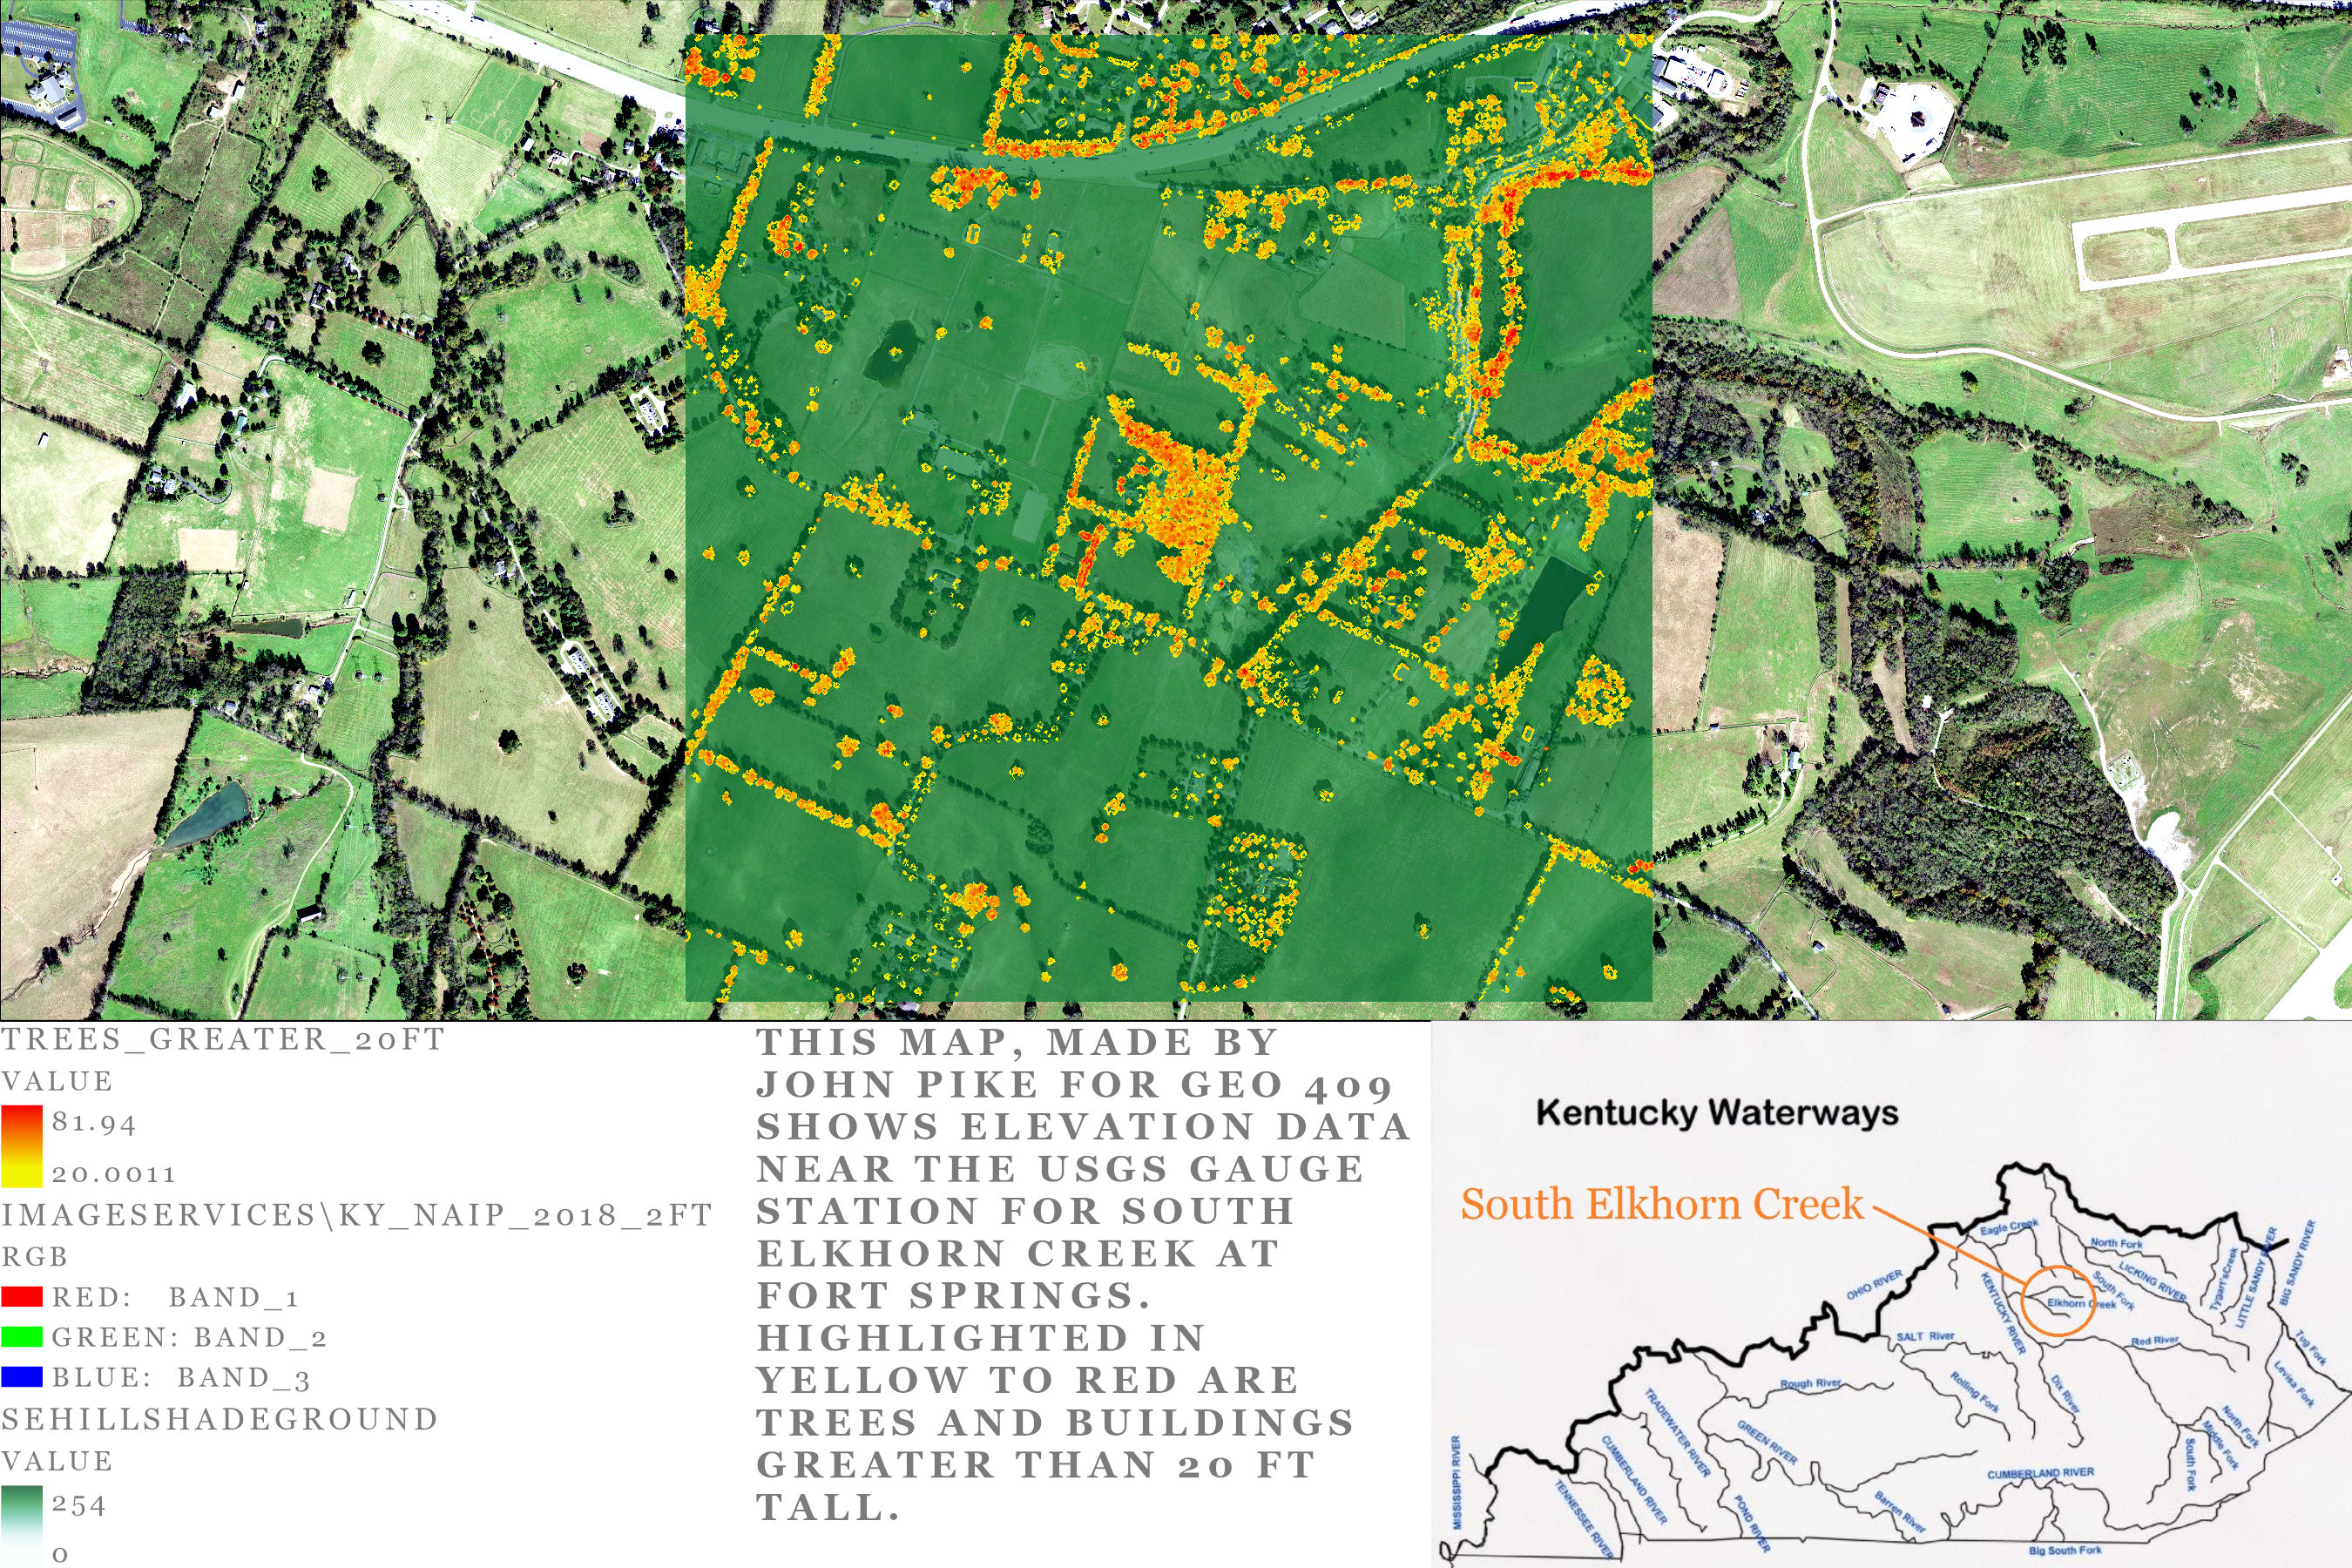 TREES_GREATER_20FT
VALUE
81.94
20.0011
IMAGESERVICES\KY_NAIP_2018_2FT
RGB
RED: BAND_1
GREEN: BAND_2
BLUE: BAND_3
SEHILLSHADEGROUND
VALUE
254
0
THIS MAP, MADE BY
JOHN PIKE FOR GEO 409
SHOWS ELEVATION DATA
NEAR THE USGS GAUGE
STATION FOR SOUTH
ELKHORN CREEK AT
FORT SPRINGS.
HIGHLIGHTED IN
YELLOW TO RED ARE
TREES AND BUILDINGS
GREATER THAN 20 FT
TALL.
Kentucky Waterways
South Elkhorn Creek
Eagle Creek
North Fork
LICKING RIVER
South Fork
Tygart'sCreek
LITTLE SANDY RIVER
BIG SANDY RIVER
OHIO RIVER
KENTUCKY RIVER
Elkhorn Creek
SALT River
Red River
Tug Fork
Levisa Fork
Rough River
Rolling Fork
Dix River
TRADEWATER RIVER
GREEN RIVER
North Fork
Middle Fork
South Fork
MISSISSIPPI RIVER
CUMBERLAND RIVER
CUMBERLAND RIVER
TENNESSEE RIVER
POND RIVER
Barren River
Big South Fork